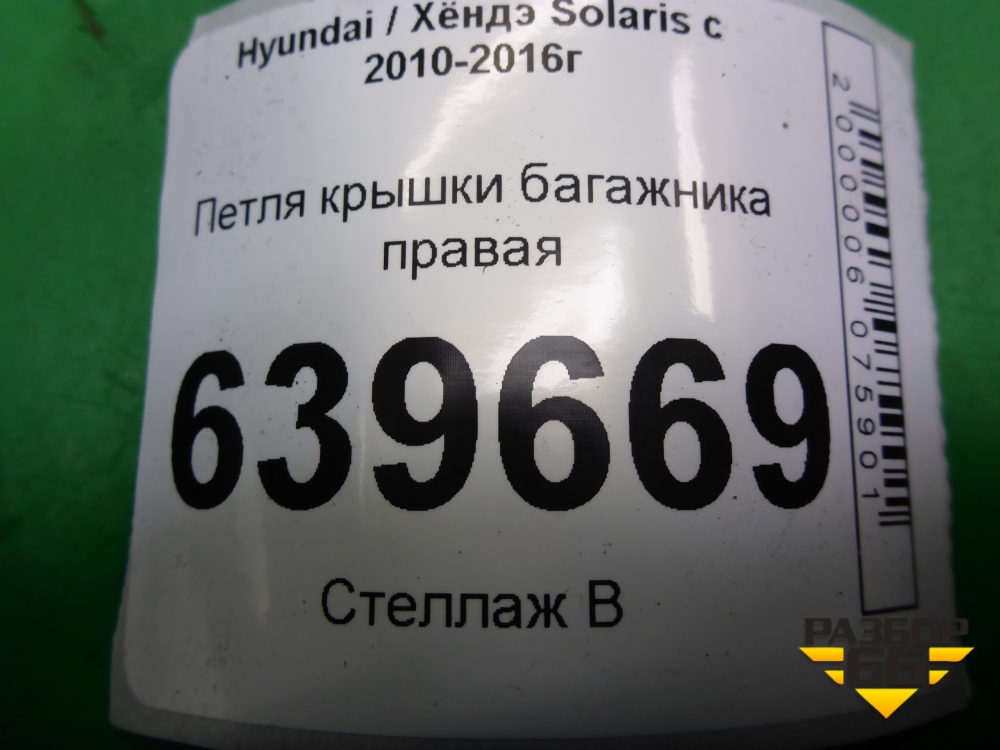 Hyundai / Хёндэ Solaris с
2010-2016г
Петля крышки багажника
правая
639669
Стеллаж В
2000006075901
РАЗБОР
66